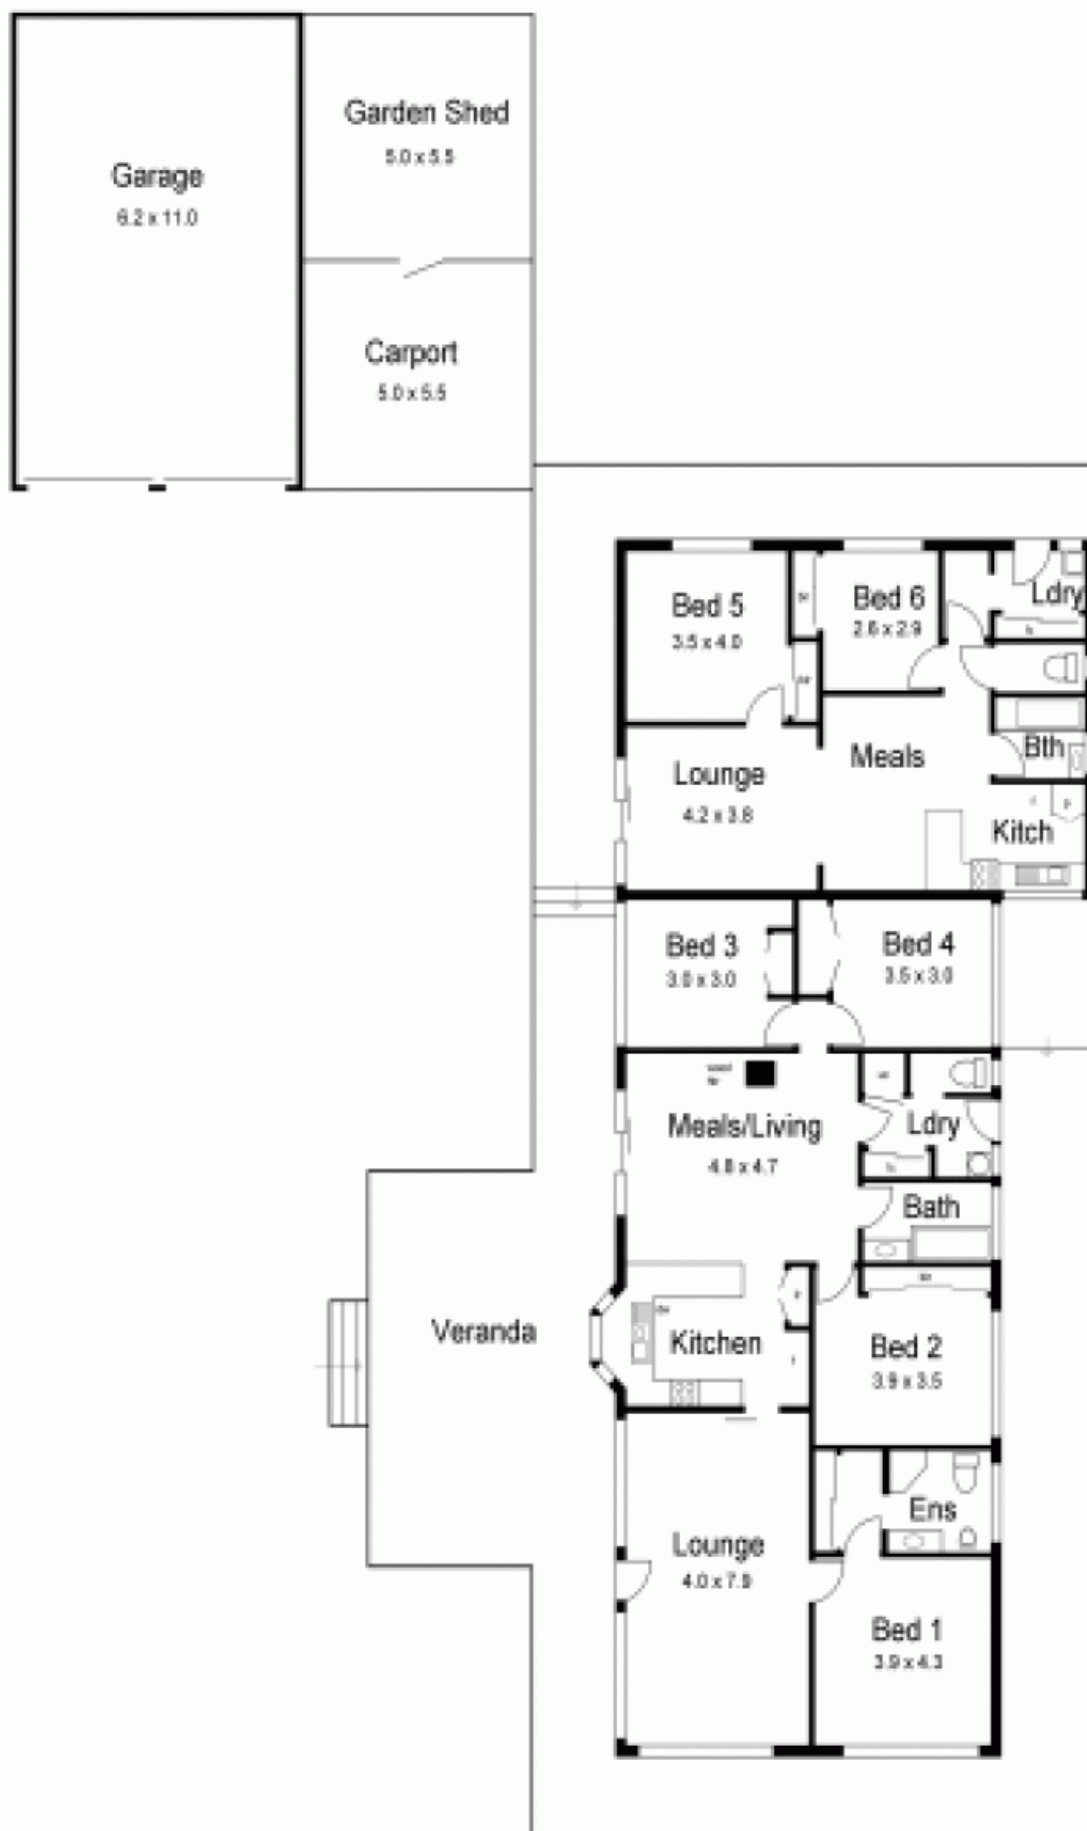 Garden Shed
5.0 x 5.5
Garage
6.2 x 11.0
Carport
5.0 x 5.5
Bed 5
3.5 x 4.0
Bed 6
2.6 x 2.9
Ldry
Lounge
4.2 x 3.8
Meals
Bth
Kitch
Bed 3
3.0 x 3.0
Bed 4
3.5 x 3.0
Meals/Living
4.8 x 4.7
Ldry
Bath
Veranda
Kitchen
Bed 2
3.9 x 3.5
Ens
Lounge
4.0 x 7.9
Bed 1
3.9 x 4.3